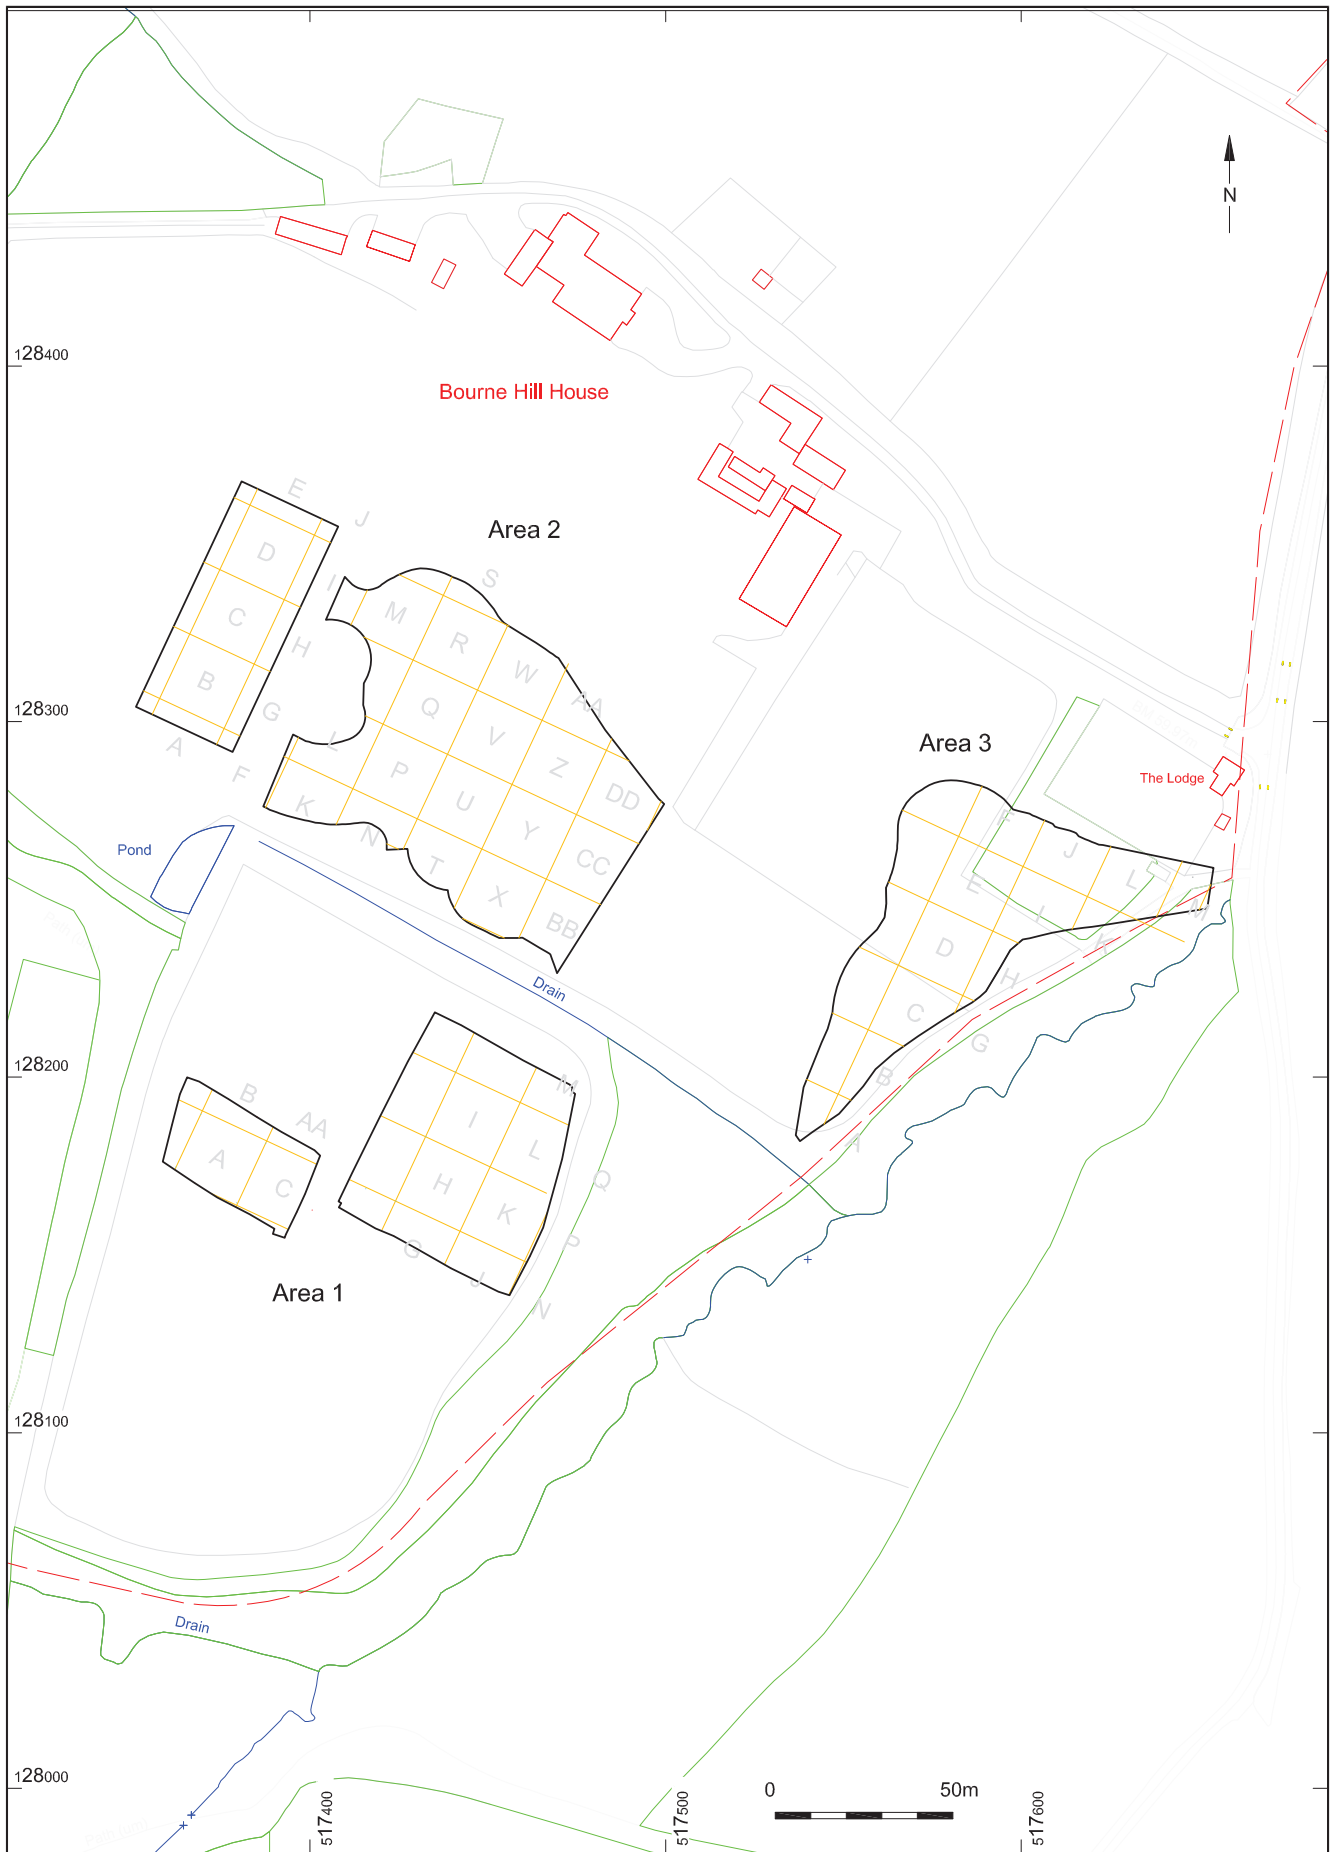 N
128400
Bourne Hill House
Area 2
E
J
D
I
S
M
C
R
H
W
B
AA
G
Q
V
128300
A
L
Area 3
F
P
Z
The Lodge
DD
K
U
Y
F
Pond
N
T
CC
J
X
E
L
BB
I
M
D
K
Drain
H
C
G
128200
B
M
B
AA
I
L
A
A
C
H
Q
K
G
P
J
N
Area 1
128100
Drain
128000
0 50m
517400
517500
517600